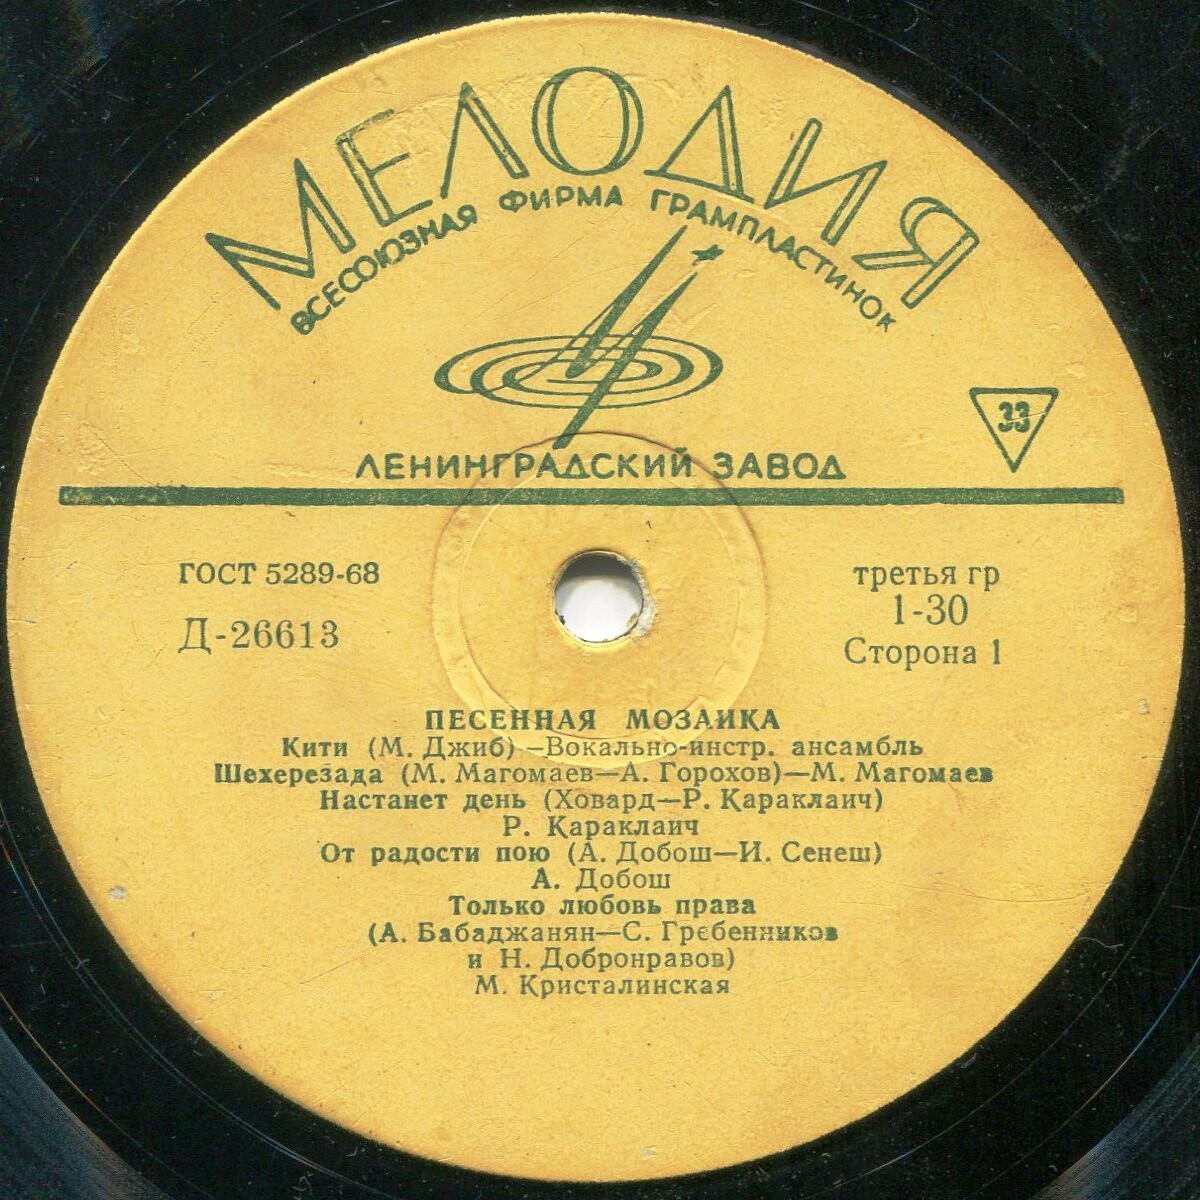 МЕЛОДИЯ
ВСЕСОЮЗНАЯ ФИРМА ГРАМПЛАСТИНОК
33
ЛЕНИНГРАДСКИЙ ЗАВОД
ГОСТ 5289-68
третья гр
Д-26613
1-30
Сторона 1
ПЕСЕННАЯ МОЗАИКА
Кити (М. Джиб)—Вокально-инстр. ансамбль
Шехерезада (М. Магомаев—А. Горохов)—М. Магомаев
Настанет день (Ховард—Р. Караклаич)
Р. Караклаич
От радости пою (А. Добош—И. Сенеш)
А. Добош
Только любовь права
(А. Бабаджанян—С. Гребенников
и Н. Добронравов)
М. Кристалинская